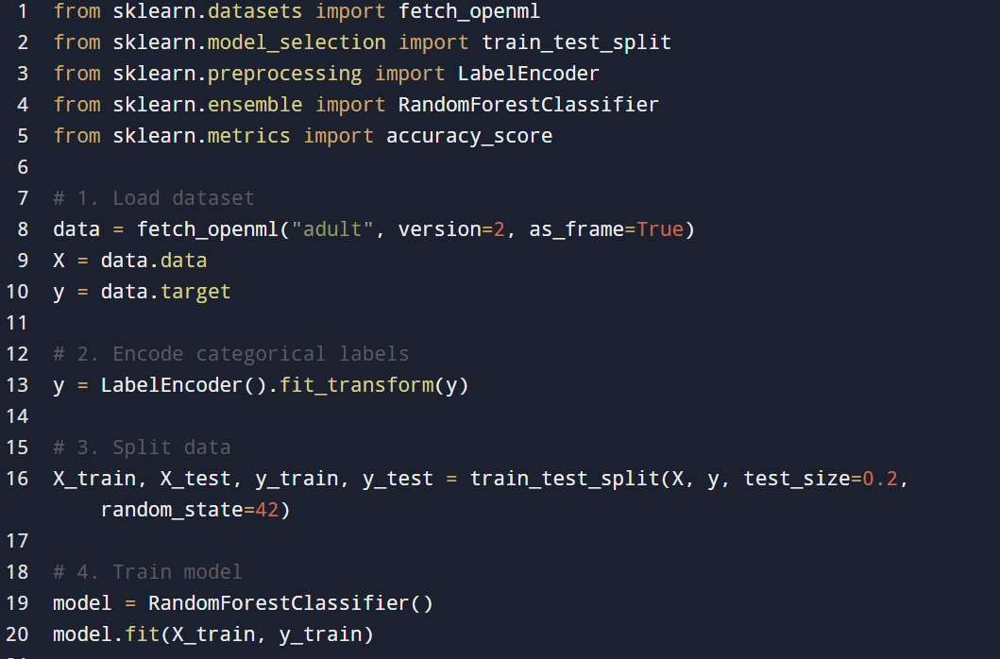 1 from sklearn.datasets import fetch_openml
2 from sklearn.model_selection import train_test_split
3 from sklearn.preprocessing import LabelEncoder
4 from sklearn.ensemble import RandomForestClassifier
5 from sklearn.metrics import accuracy_score
6
7 # 1. Load dataset
8 data = fetch_openml("adult", version=2, as_frame=True)
9 X = data.data
10 y = data.target
11
12 # 2. Encode categorical labels
13 y = LabelEncoder().fit_transform(y)
14
15 # 3. Split data
16 X_train, X_test, y_train, y_test = train_test_split(X, y, test_size=0.2,
random_state=42)
17
18 # 4. Train model
19 model = RandomForestClassifier()
20 model.fit(X_train, y_train)